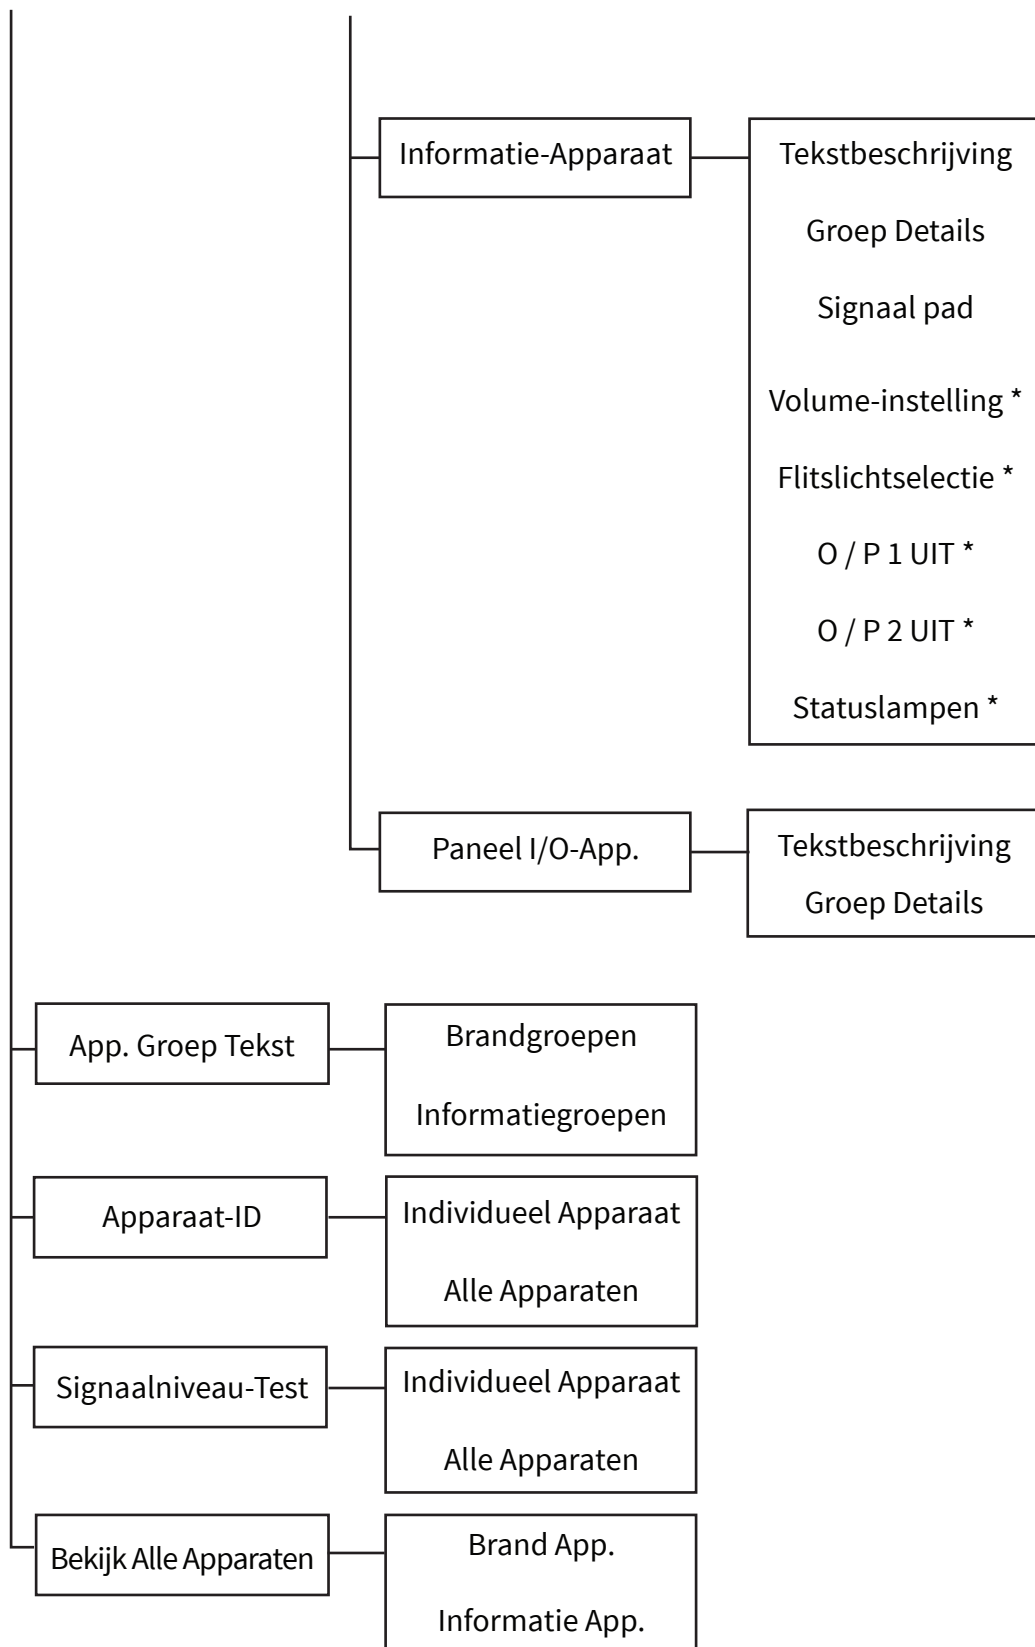 Informatie-Apparaat
Tekstbeschrijving
Groep Details
Signaal pad
Volume-instelling *
Flitslichtselectie *
O / P 1 UIT *
O / P 2 UIT *
Statuslampen *
Paneel I/O-App.
Tekstbeschrijving
Groep Details
App. Groep Tekst
Brandgroepen
Informatiegroepen
Apparaat-ID
Individueel Apparaat
Alle Apparaten
Signaalniveau-Test
Individueel Apparaat
Alle Apparaten
Bekijk Alle Apparaten
Brand App.
Informatie App.